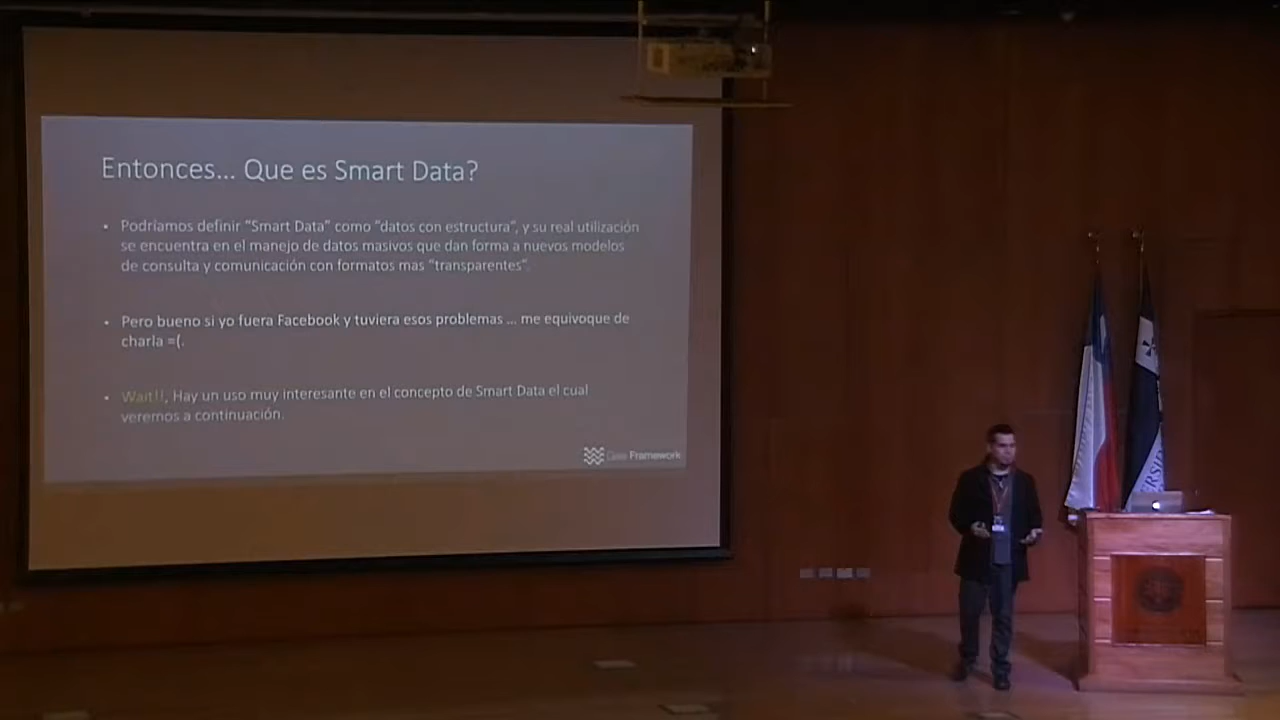 Entonces... Que es Smart Data?
• Podríamos definir “Smart Data” como “datos con estructura”, y su real utilización
se encuentra en el manejo de datos masivos que dan forma a nuevos modelos
de consulta y comunicación con formatos mas “transparentes”.
• Pero bueno si yo fuera Facebook y tuviera esos problemas ... me equivoque de
charla =(.
• Wait!!, Hay un uso muy interesante en el concepto de Smart Data el cual
veremos a continuación.
Framework